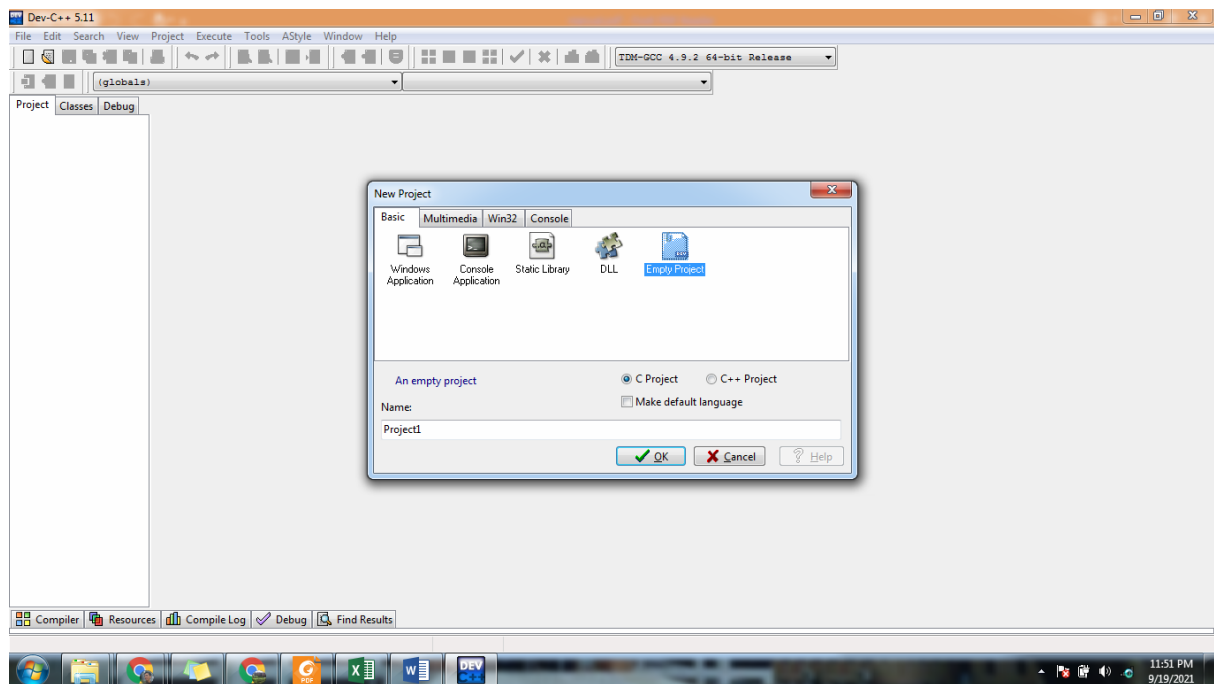 Dev-C++ 5.11
File Edit Search View Project Execute Tools AStyle Window Help
TDM-GCC 4.9.2 64-bit Release
(globals)
Project Classes Debug
New Project
Basic Multimedia Win32 Console
Windows Application
Console Application
Static Library
DLL
Empty Project
An empty project
C Project C++ Project
Make default language
Name:
Project1
OK Cancel Help
Compiler Resources Compile Log Debug Find Results
PDF
DEV C++
11:51 PM
9/19/2021